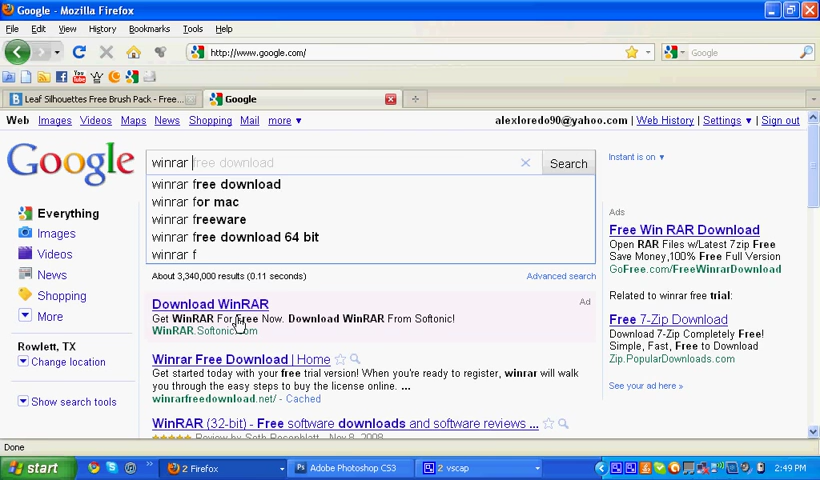 Google - Mozilla Firefox
File Edit View History Bookmarks Tools Help
http://www.google.com/
Google
You Tube
Leaf Silhouettes Free Brush Pack - Free...
Google
Web Images Videos Maps News Shopping Mail more
alexloredo90@yahoo.com | Web History | Settings | Sign out
Google
winrar free download
Search
Instant is on
winrar free download
winrar for mac
winrar freeware
winrar free download 64 bit
winrar f
Everything
Images
Videos
News
Shopping
More
Rowlett, TX
Change location
Show search tools
About 3,340,000 results (0.11 seconds)
Advanced search
Download WinRAR
Ad
Get WinRAR For Free Now. Download WinRAR From Softonic!
WinRAR.Softonic.com
Winrar Free Download | Home
Get started today with your free trial version! When you're ready to register, winrar will walk
you through the easy steps to buy the license online. ...
winrarfreedownload.net/ - Cached
WinRAR (32-bit) - Free software downloads and software reviews ...
Review by Seth Rosenblatt - Nov 8, 2008
Ads
Free Win RAR Download
Open RAR Files w/Latest 7zip Free
Save Money,100% Free Full Version
GoFree.com/FreeWinrarDownload
Related to winrar free trial:
Free 7-Zip Download
Download 7-Zip Completely Free!
Simple, Fast, Free to Download
Zip.PopularDownloads.com
See your ad here »
Done
start
2 Firefox
Adobe Photoshop CS3
2 vscap
2:49 PM